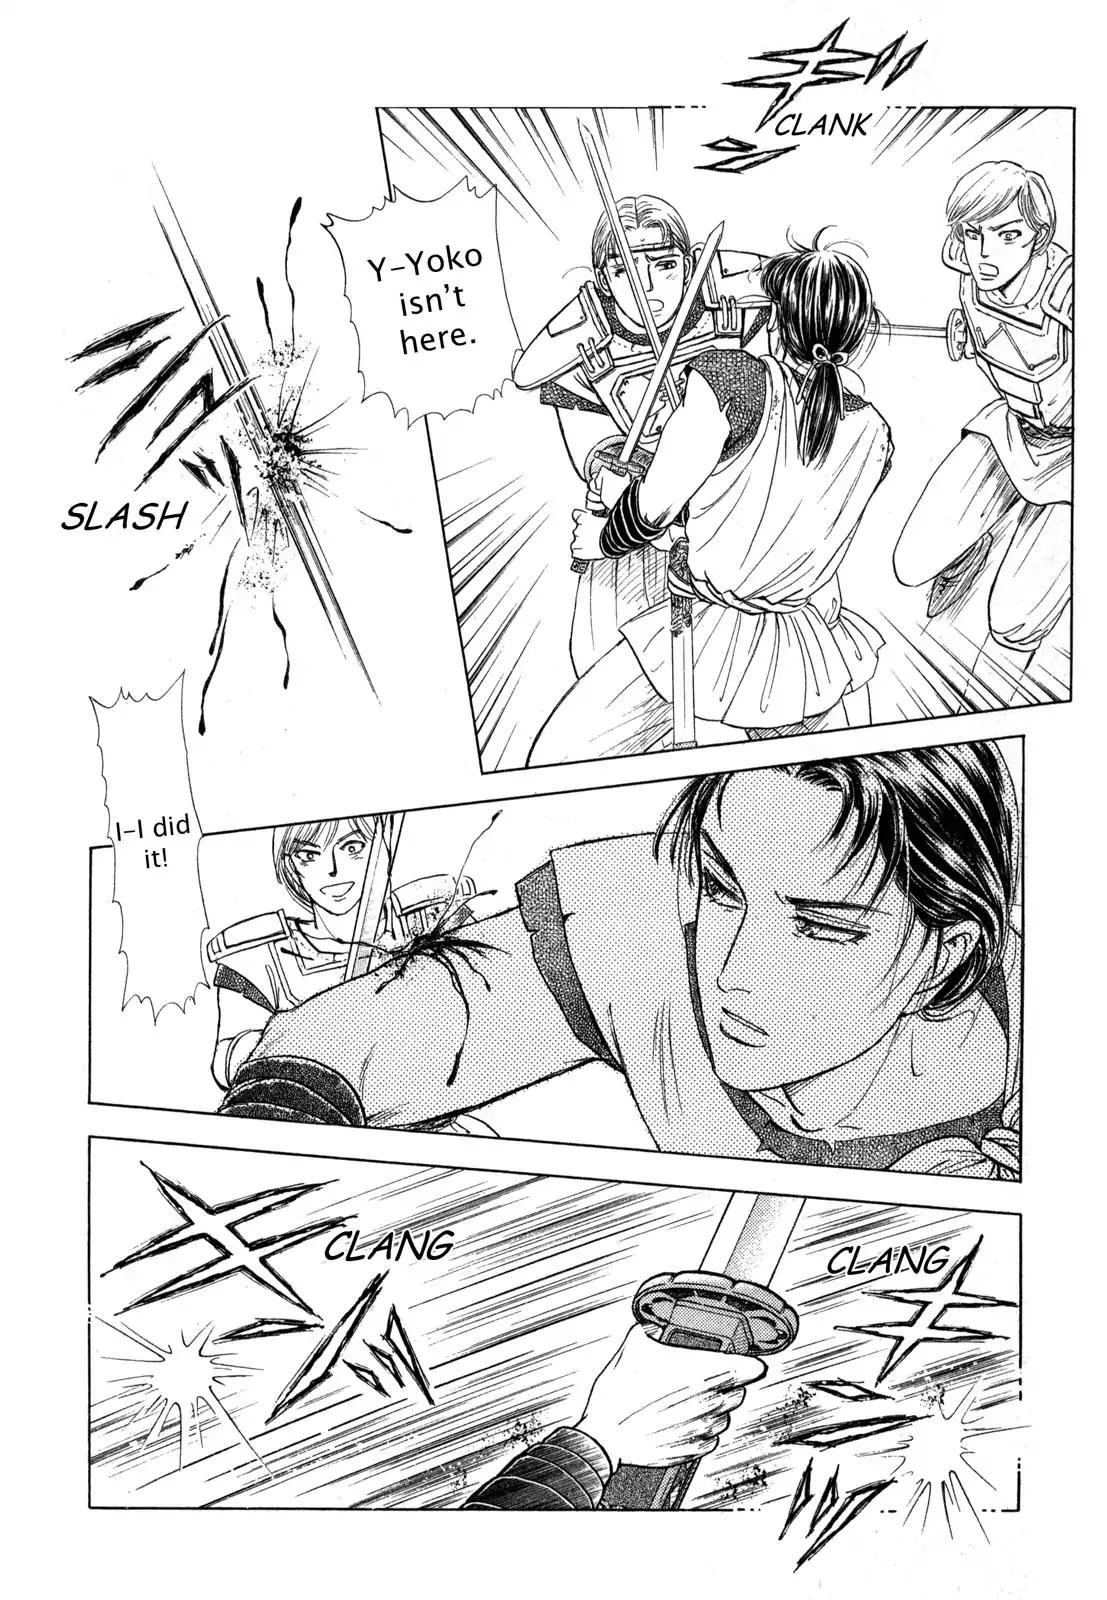 CLANK
Y-Yoko
isn't
here.
SLASH
I-I did
it!
CLANG
CLANG